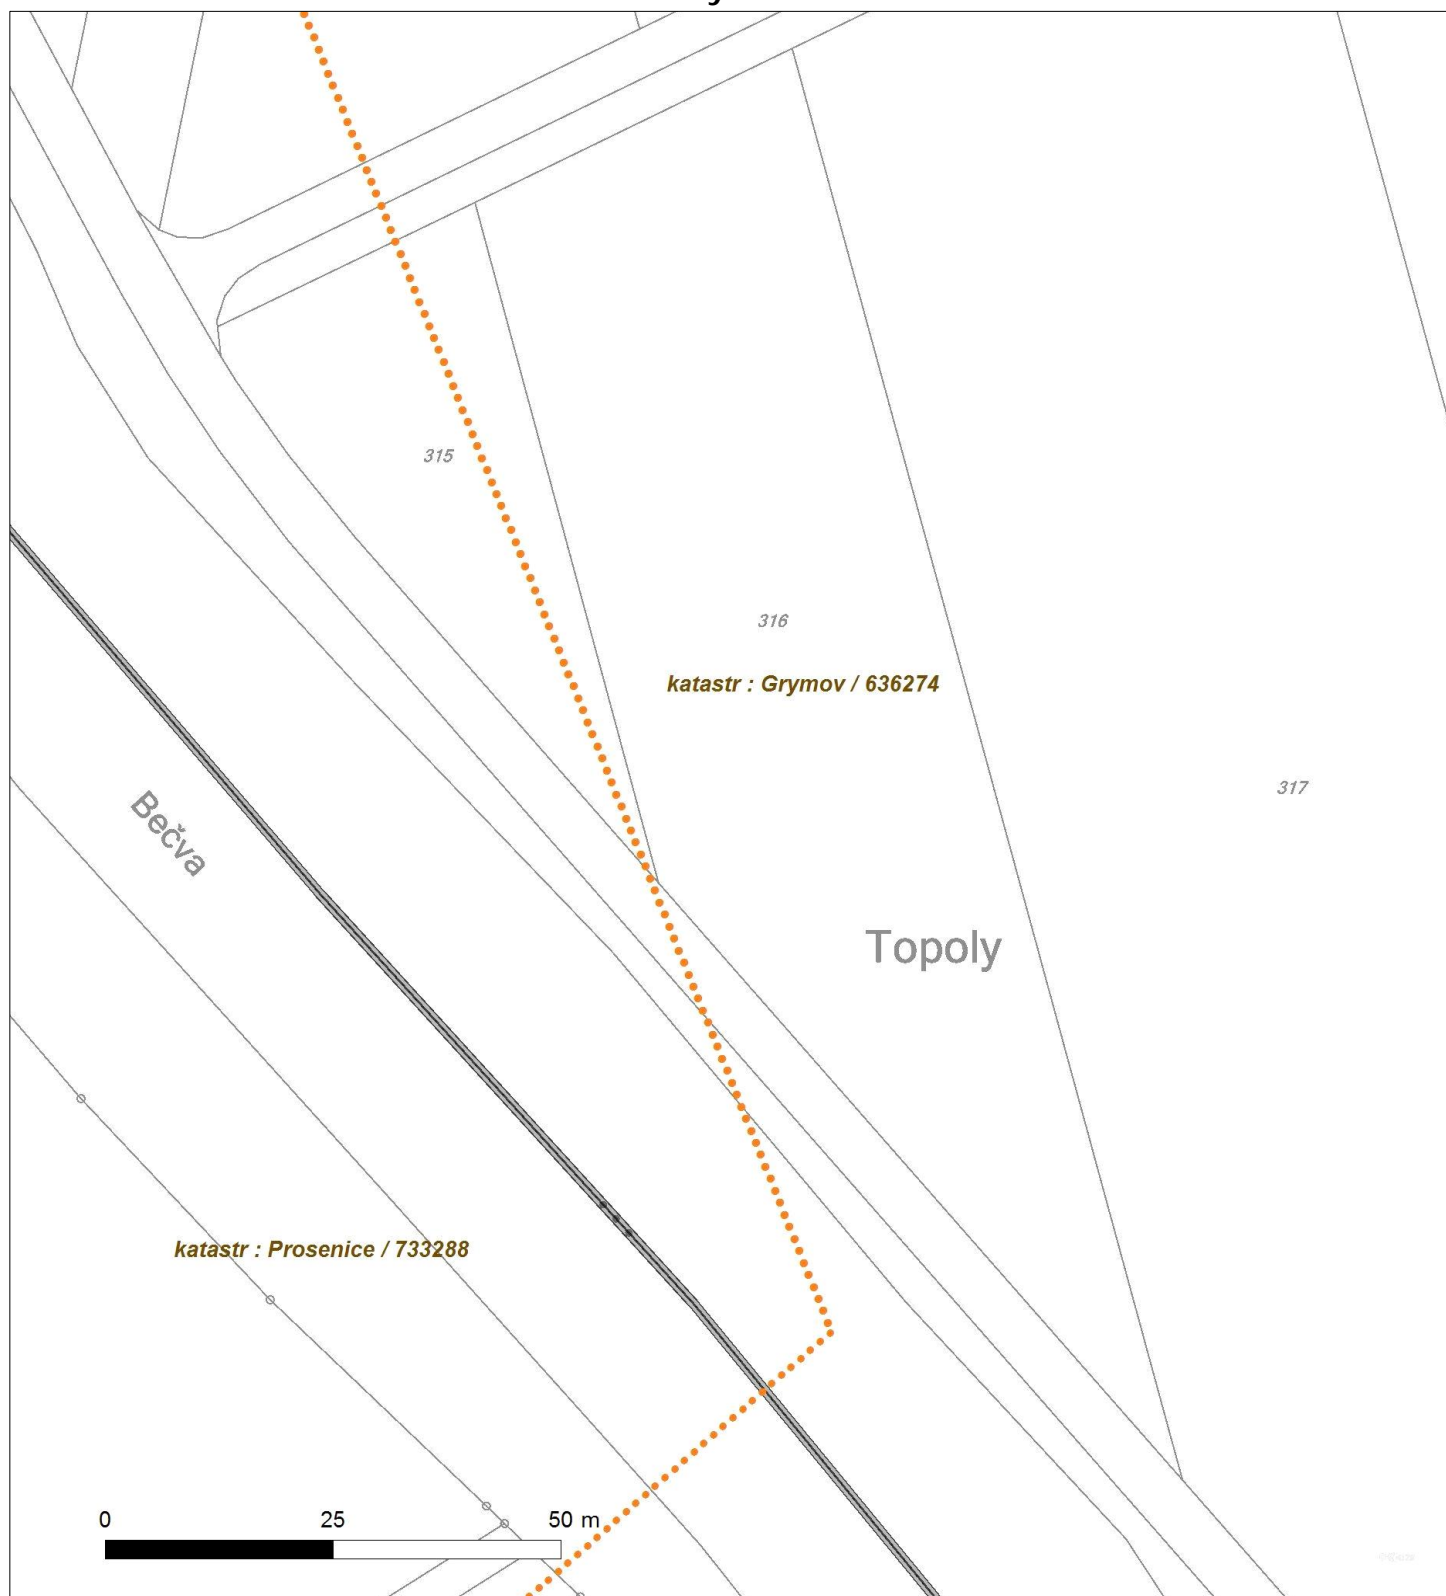 315
316
katastr : Grymov / 636274
317
Bečva
Topoly
katastr : Prosenice / 733288
0 25 50 m